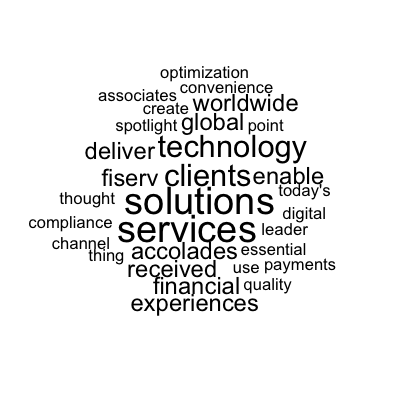 optimization
convenience
associates
create worldwide
spotlight global point
deliver technology
fiserv clients enable
thought solutions today's
digital
compliance services leader
channel
thing accolades essential
received use payments
financial quality
experiences